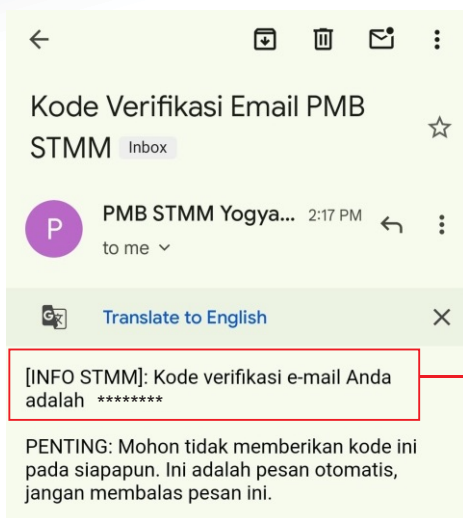 Kode Verifikasi Email PMB
STMM Inbox
P
PMB STMM Yogya... 2:17 PM
to me
Translate to English
[INFO STMM]: Kode verifikasi e-mail Anda
adalah ********
PENTING: Mohon tidak memberikan kode ini
pada siapapun. Ini adalah pesan otomatis,
jangan membalas pesan ini.